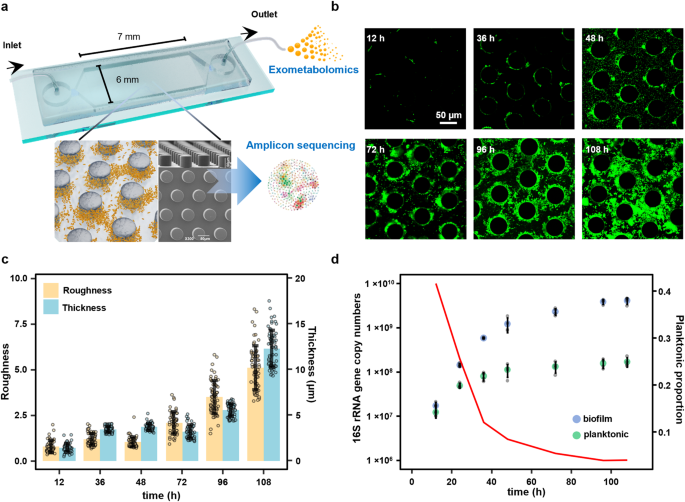 a
7 mm
Outlet
Inlet
6 mm
Exometabolomics
Amplicon sequencing
b
12 h
36 h
48 h
50 μm
72 h
96 h
108 h
c
10.0
7.5
5.0
2.5
0.0
Roughness
Roughness
Thickness
20
15
10
5
0
Thickness (μm)
12
36
48
72
96
108
time (h)
d
1 ×10¹⁰
1 ×10⁹
1 ×10⁸
1 ×10⁷
1 ×10⁶
16S rRNA gene copy numbers
biofilm
planktonic
0.4
0.3
0.2
0.1
Planktonic proportion
0
20
40
60
80
100
time (h)